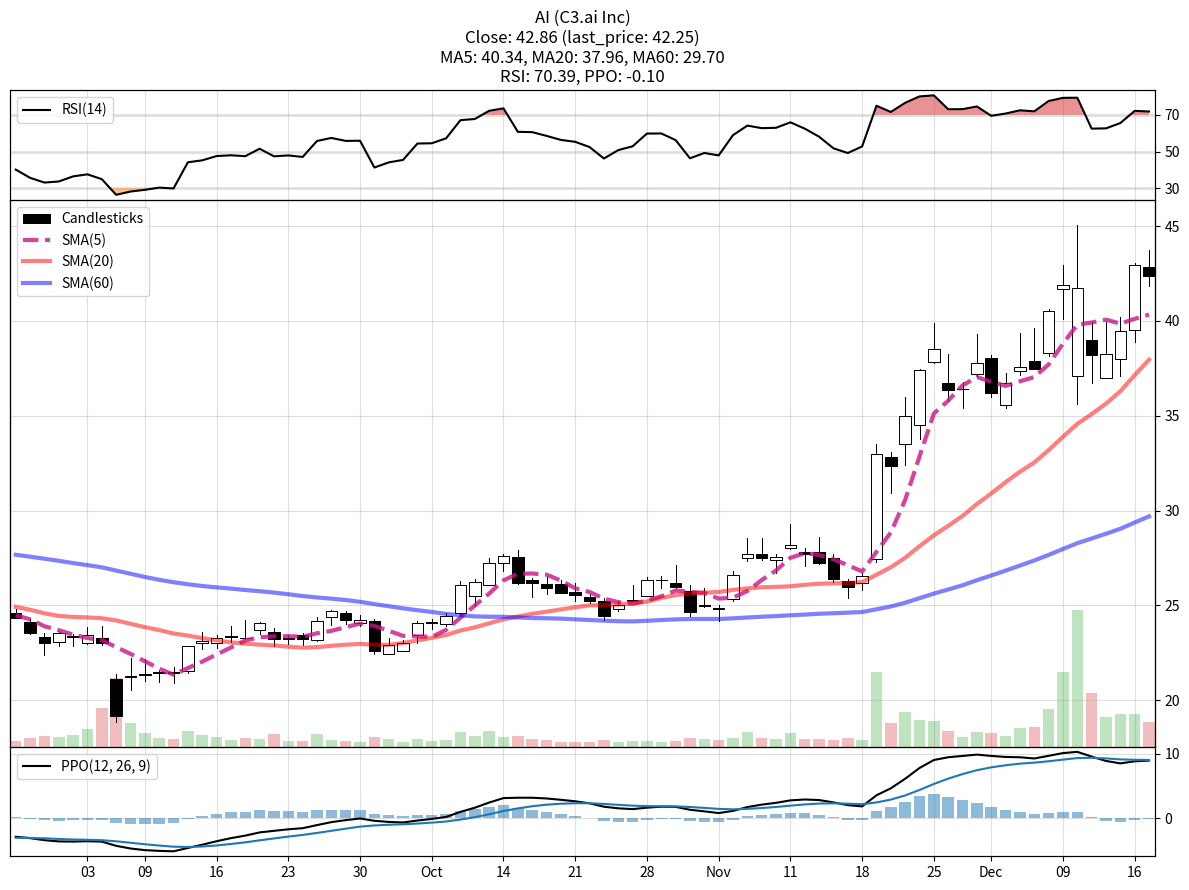 AI (C3.ai Inc)
Close: 42.86 (last_price: 42.25)
MA5: 40.34, MA20: 37.96, MA60: 29.70
RSI: 70.39, PPO: -0.10
RSI(14)
70
50
30
Candlesticks
SMA(5)
SMA(20)
SMA(60)
45
40
35
30
25
20
PPO(12, 26, 9)
10
0
03 09 16 23 30 Oct 14 21 28 Nov 11 18 25 Dec 09 16